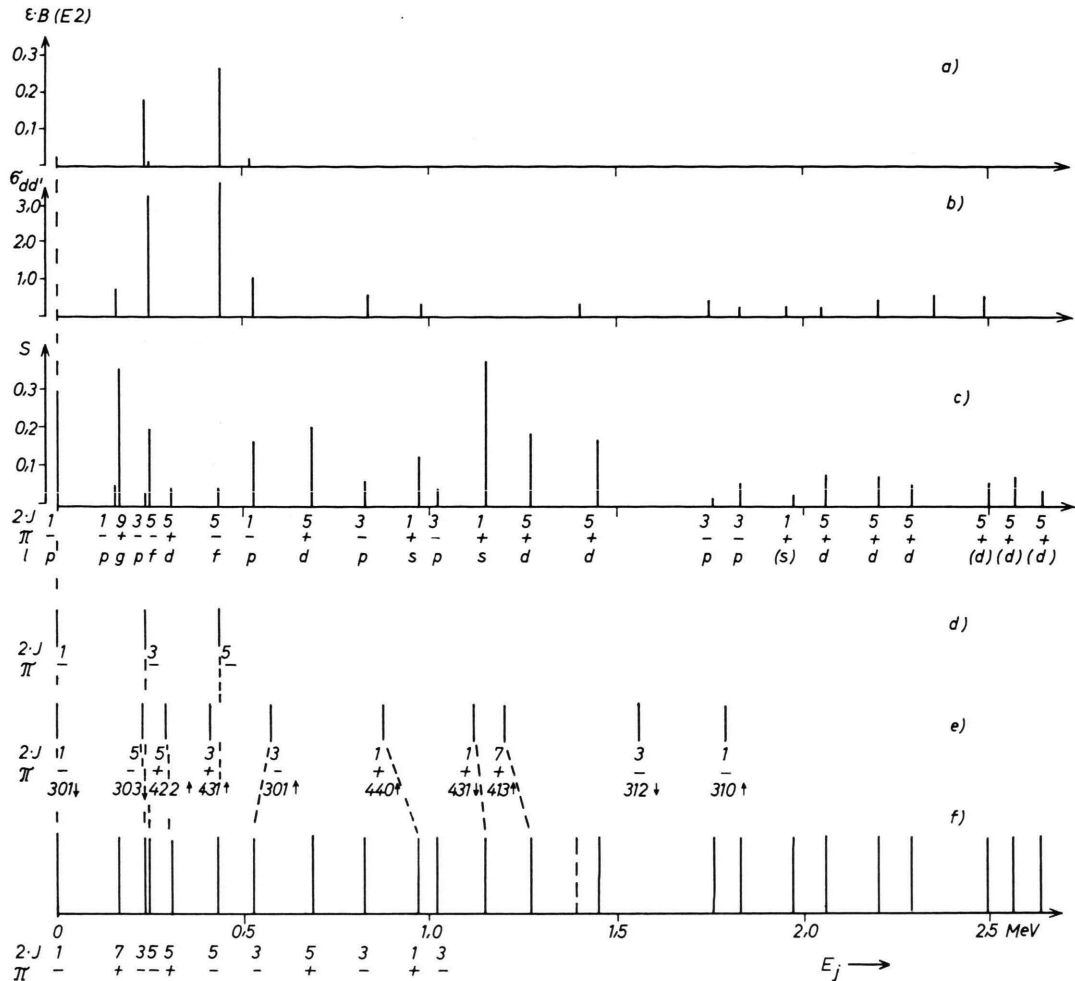 ε·B (E2)
0,3
0,2
0,1
a)
σdd'
3,0
2,0
1,0
b)
S
0,3
0,2
0,1
c)
2·J 1 1 9 3 5 5 5 1 5 3 1 3 1 5 5 3 3 1 5 5 5 5 5 5
π − − + − − + − − + − + − + + + − − + + + + + + +
l p p g p f d f p d p s p s d d p p (s) d d d (d) (d) (d)
d)
2·J 1 3 5
π − − −
e)
2·J 1 5 5 3 3 1 1 7 3 1
π − − + + − + + + − −
301↓ 303↓ 422↑ 431↑ 301↑ 440↑ 431↓ 413↑ 312↓ 310↑
f)
0 0,5 1,0 1,5 2,0 2,5 MeV
2·J 1 7 3 5 5 5 3 5 3 1 3
π − + − − + − − + − + −
Ej